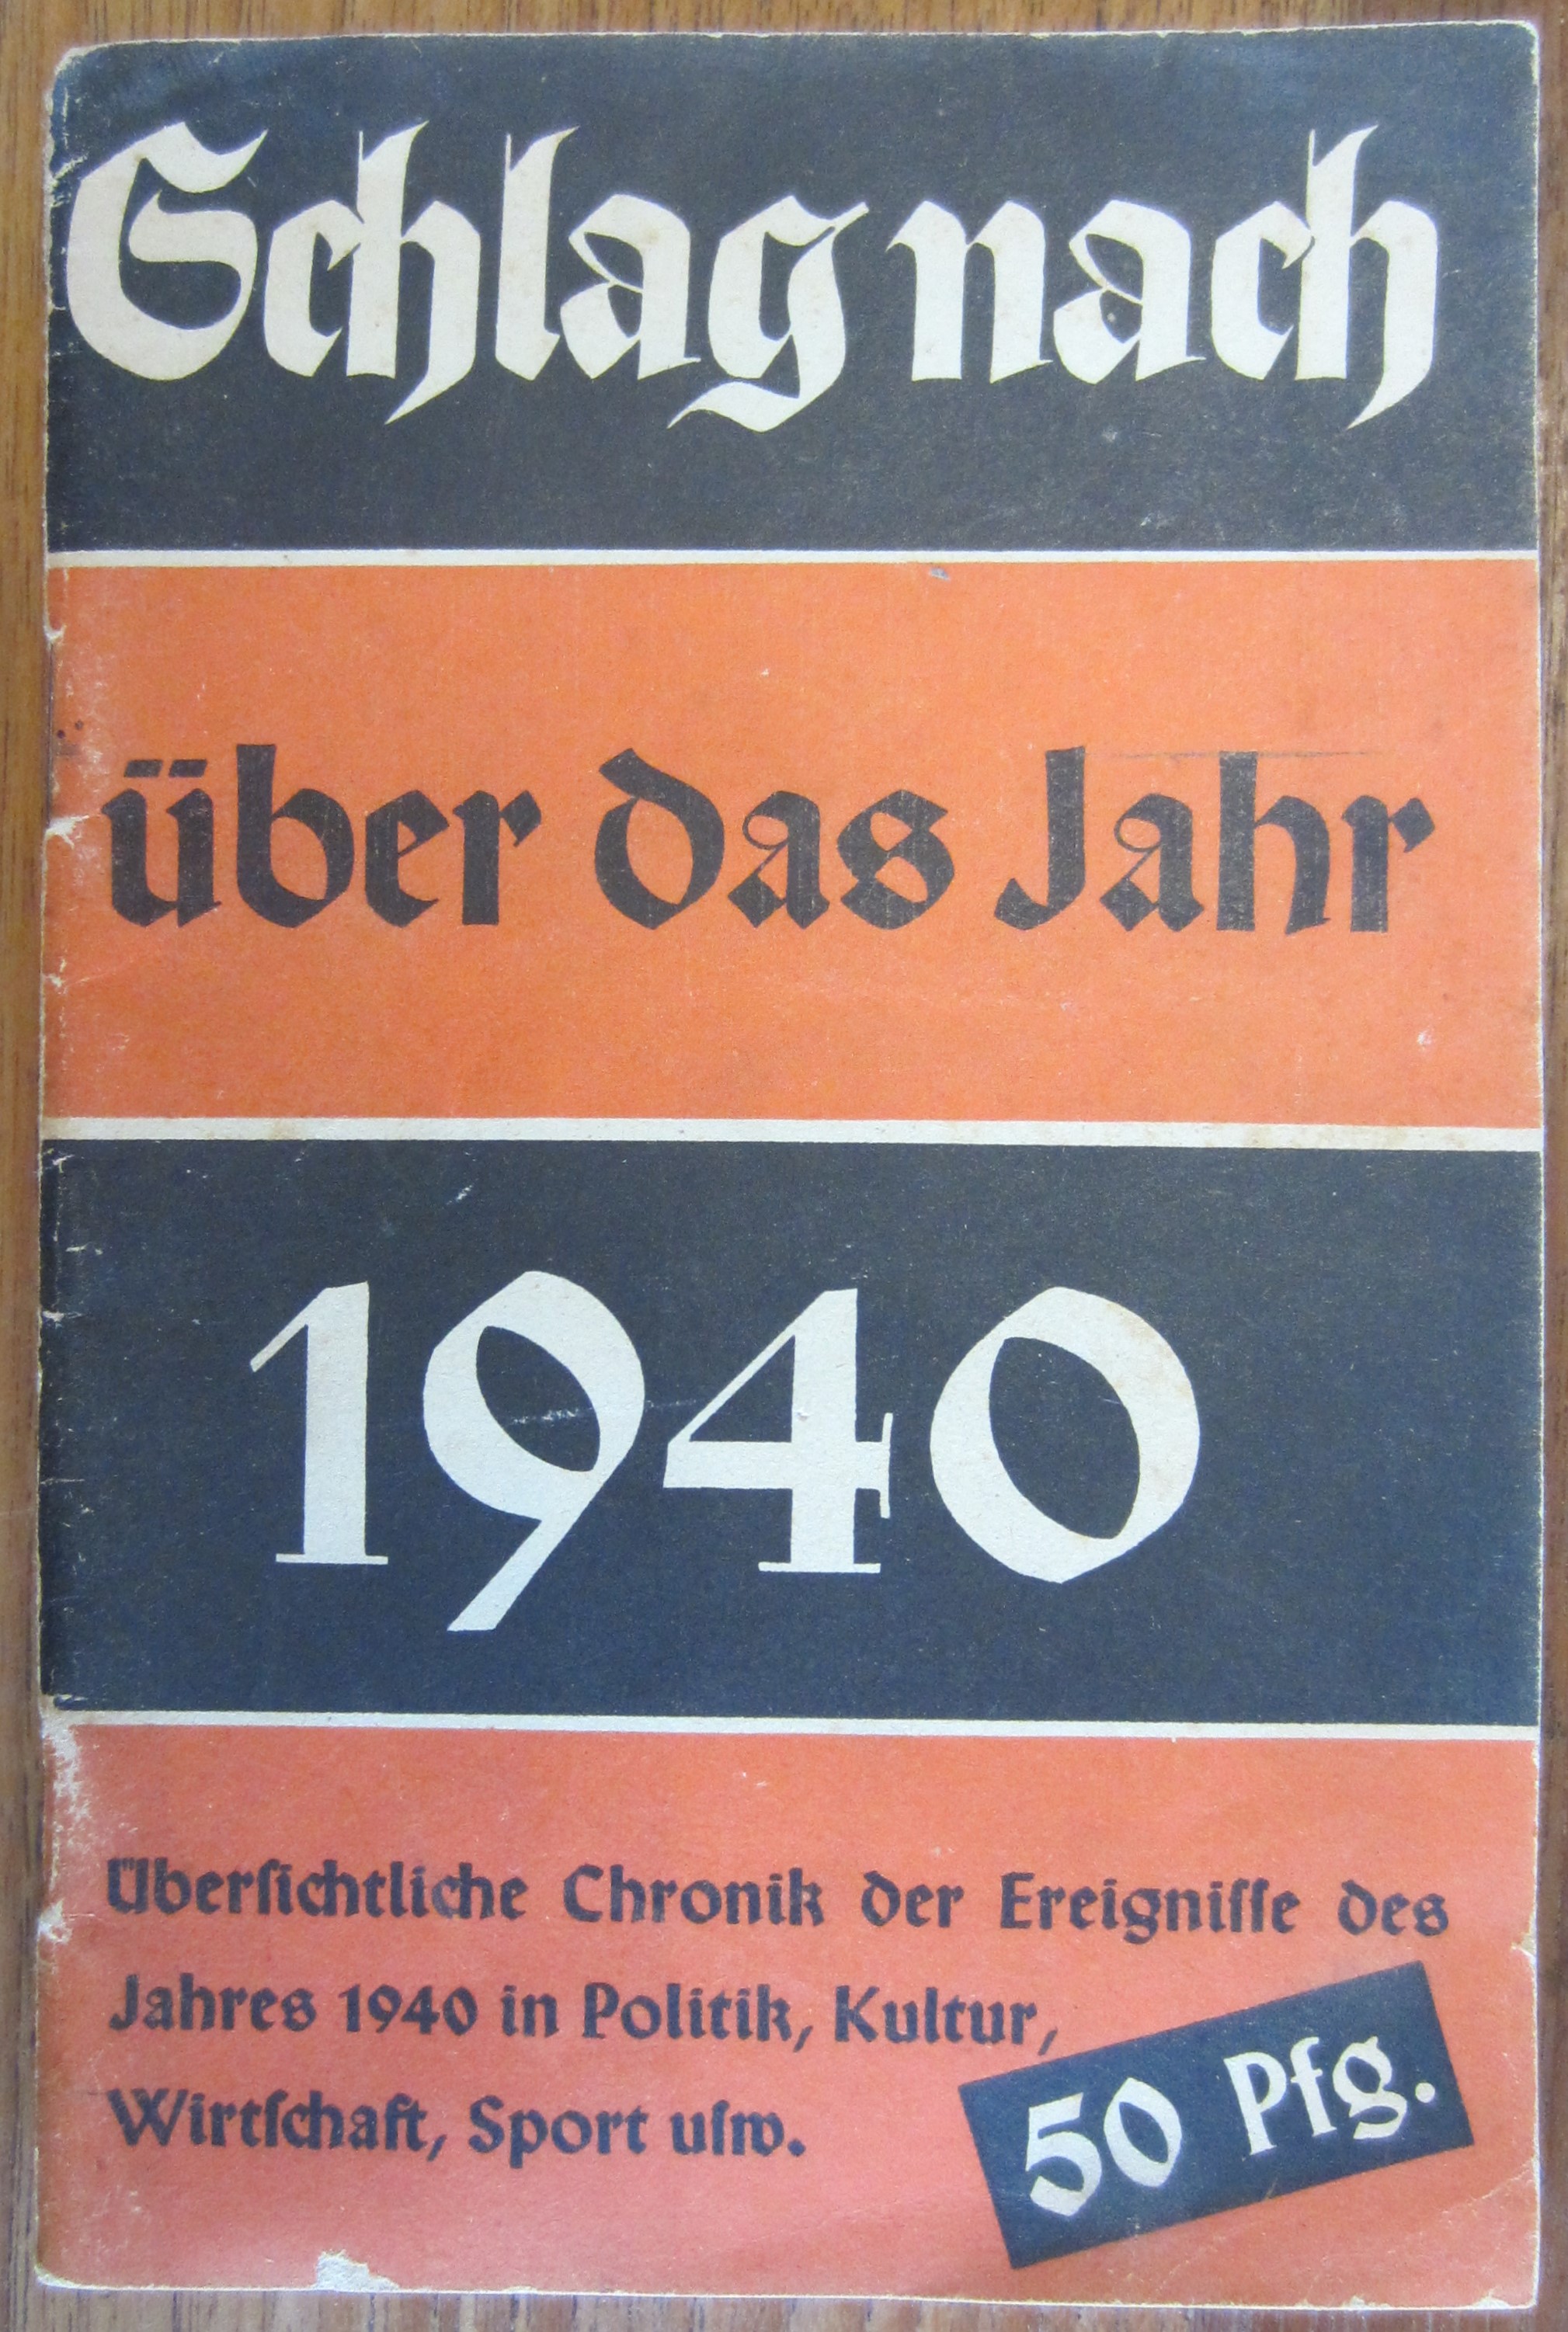 Schlag nach
über das Jahr
1940
Überſichtliche Chronik der Ereigniſſe des
Jahres 1940 in Politik, Kultur,
Wirtſchaft, Sport uſw.
50 Pfg.